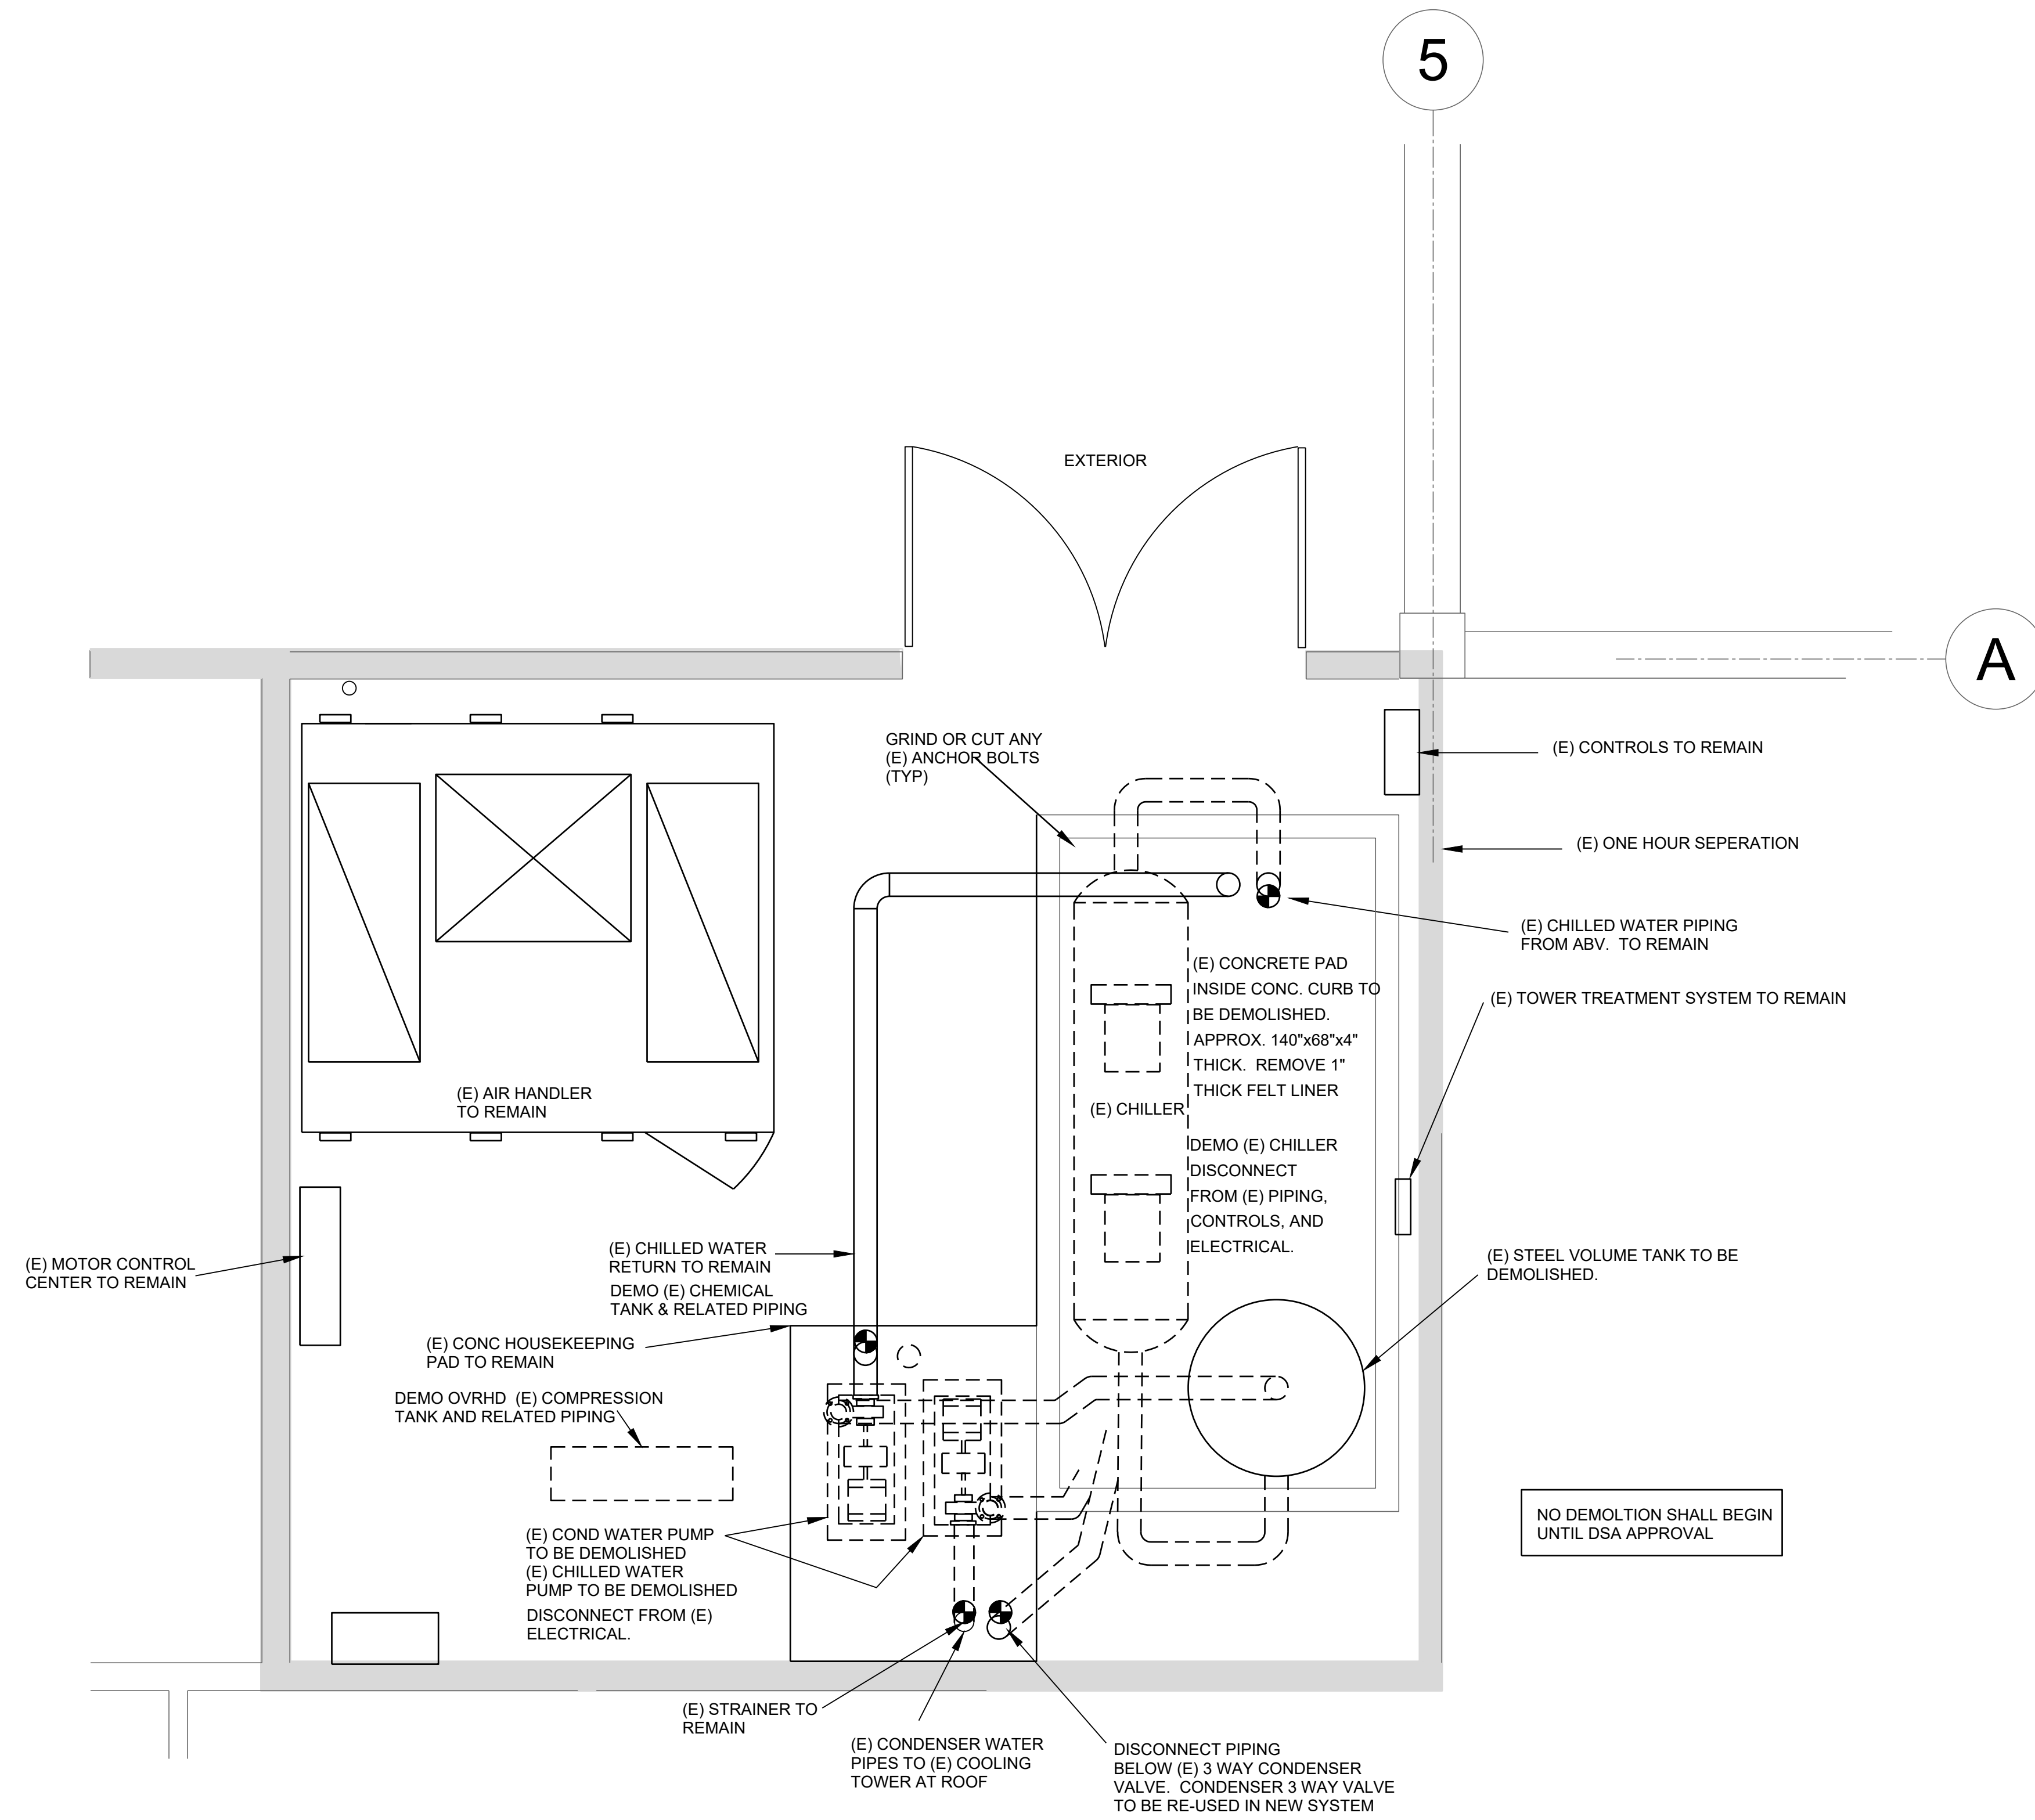 5
EXTERIOR
A
GRIND OR CUT ANY
(E) ANCHOR BOLTS
(TYP)
(E) CONTROLS TO REMAIN
(E) ONE HOUR SEPERATION
(E) CHILLED WATER PIPING
FROM ABV.  TO REMAIN
(E) CONCRETE PAD
INSIDE CONC. CURB TO
BE DEMOLISHED.
APPROX. 140"x68"x4"
THICK.  REMOVE 1"
THICK FELT LINER
(E) TOWER TREATMENT SYSTEM TO REMAIN
(E) AIR HANDLER
TO REMAIN
(E) CHILLER
DEMO (E) CHILLER
DISCONNECT
FROM (E) PIPING,
CONTROLS, AND
ELECTRICAL.
(E) MOTOR CONTROL
CENTER TO REMAIN
(E) CHILLED WATER
RETURN TO REMAIN
DEMO (E) CHEMICAL
TANK & RELATED PIPING
(E) STEEL VOLUME TANK TO BE
DEMOLISHED.
(E) CONC HOUSEKEEPING
PAD TO REMAIN
DEMO OVRHD  (E) COMPRESSION
TANK AND RELATED PIPING
(E) COND WATER PUMP
TO BE DEMOLISHED
(E) CHILLED WATER
PUMP TO BE DEMOLISHED
DISCONNECT FROM (E)
ELECTRICAL.
NO DEMOLTION SHALL BEGIN
UNTIL DSA APPROVAL
(E) STRAINER TO
REMAIN
(E) CONDENSER WATER
PIPES TO (E) COOLING
TOWER AT ROOF
DISCONNECT PIPING
BELOW (E) 3 WAY CONDENSER
VALVE.  CONDENSER 3 WAY VALVE
TO BE RE-USED IN NEW SYSTEM